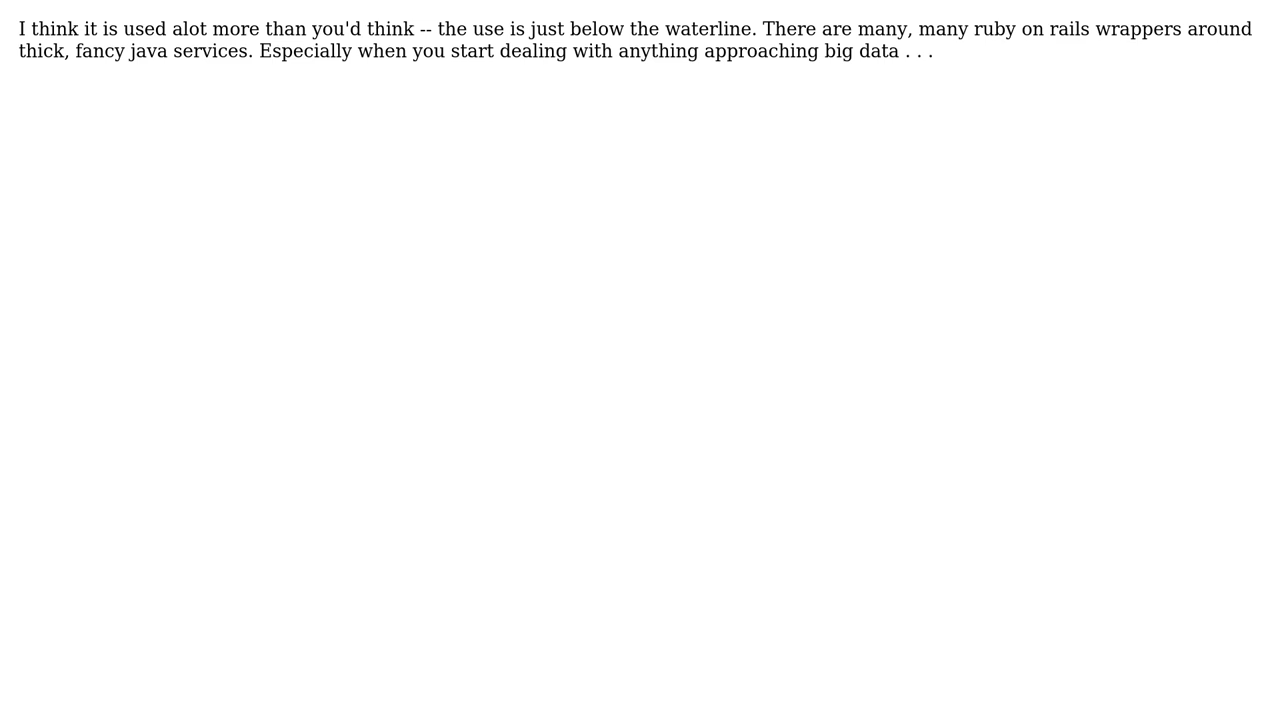 I think it is used alot more than you'd think -- the use is just below the waterline. There are many, many ruby on rails wrappers around
thick, fancy java services. Especially when you start dealing with anything approaching big data . . .